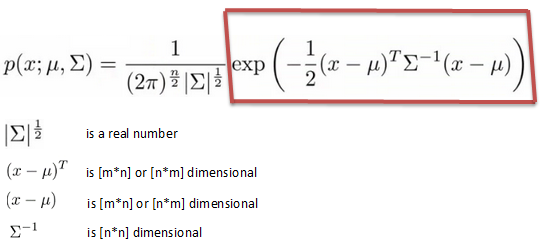 p(x; μ, Σ) = 1 / ((2π)^{n/2} |Σ|^{1/2}) exp(−1/2 (x − μ)^T Σ^{−1} (x − μ))
|Σ|^{1/2} is a real number
(x − μ)^T is [m*n] or [n*m] dimensional
(x − μ) is [m*n] or [n*m] dimensional
Σ^{−1} is [n*n] dimensional